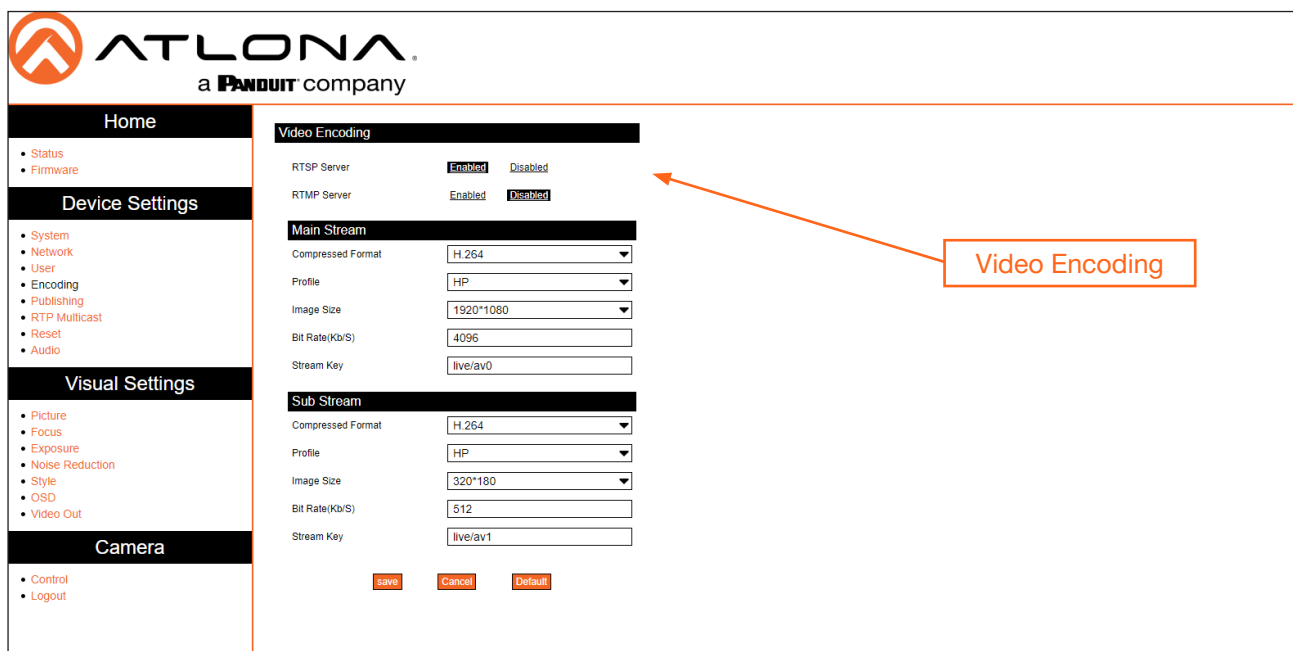 ATLONA.
a PANDUIT company
Home
Status
Firmware
Device Settings
System
Network
User
Encoding
Publishing
RTP Multicast
Reset
Audio
Visual Settings
Picture
Focus
Exposure
Noise Reduction
Style
OSD
Video Out
Camera
Control
Logout
Video Encoding
RTSP Server Enabled Disabled
RTMP Server Enabled Disabled
Main Stream
Compressed Format H.264
Profile HP
Image Size 1920*1080
Bit Rate(Kb/S) 4096
Stream Key live/av0
Sub Stream
Compressed Format H.264
Profile HP
Image Size 320*180
Bit Rate(Kb/S) 512
Stream Key live/av1
save Cancel Default
Video Encoding